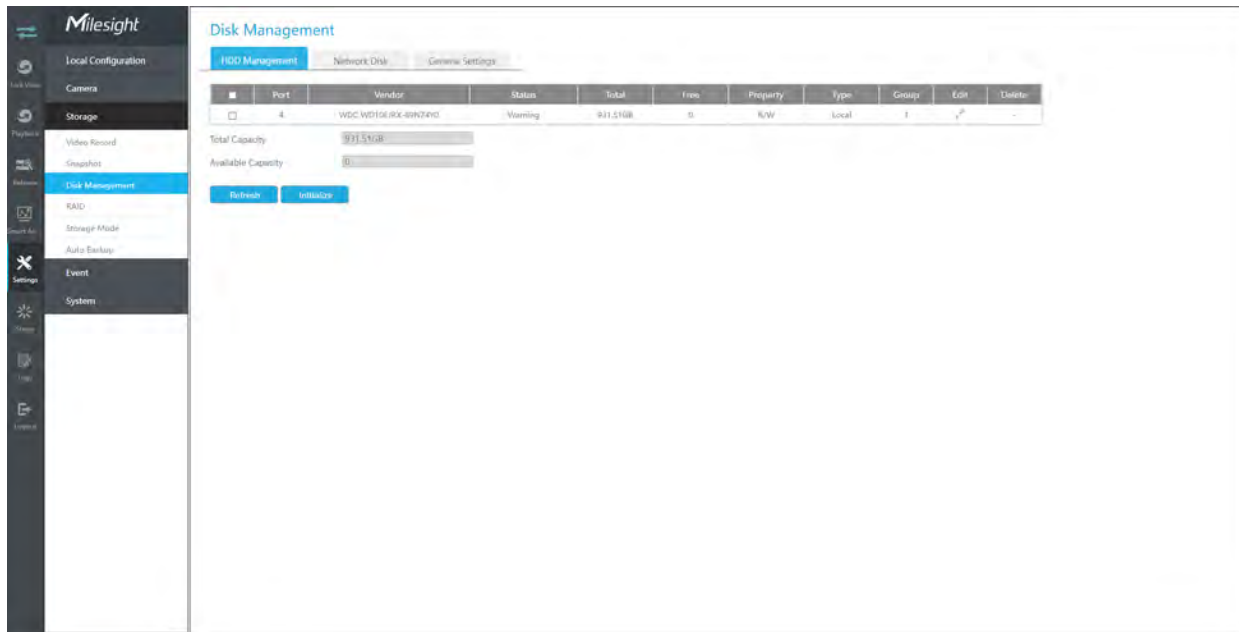 Milesight
Local Configuration
Camera
Storage
Video Record
Snapshot
Disk Management
RAID
Storage Mode
Auto Backup
Event
System
Playback
Settings
Logout
Disk Management
HDD Management Network Disk General Settings
Port Vendor Status Total Free Property Type Group Edit Delete
4 Warning 931.51GB 0 R/W Local 1 -
Total Capacity 931.51GB
Available Capacity 0
Refresh Initialize